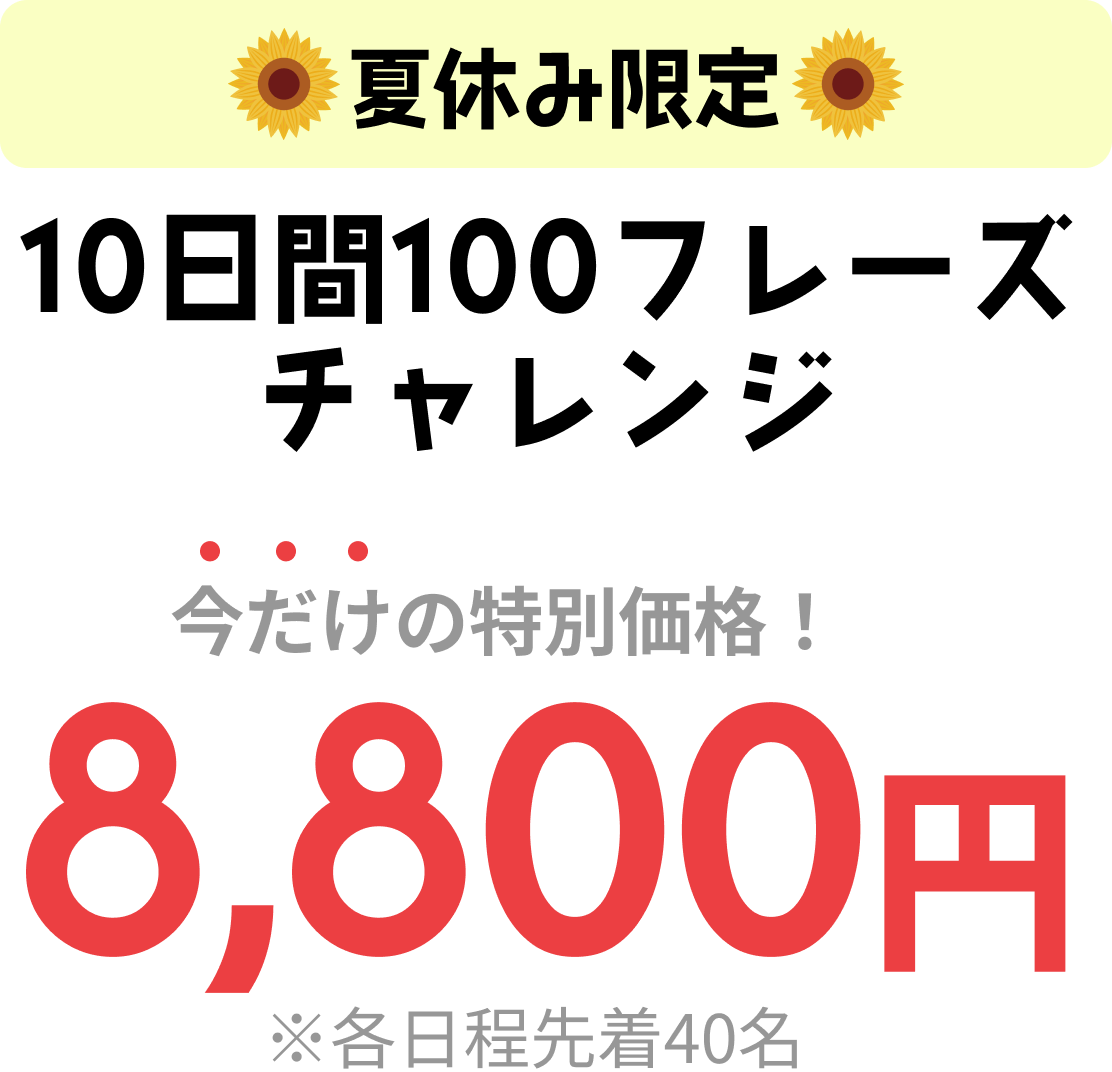 夏休み限定
10日間100フレーズ
チャレンジ
今だけの特別価格！
8,800円
※各日程先着40名